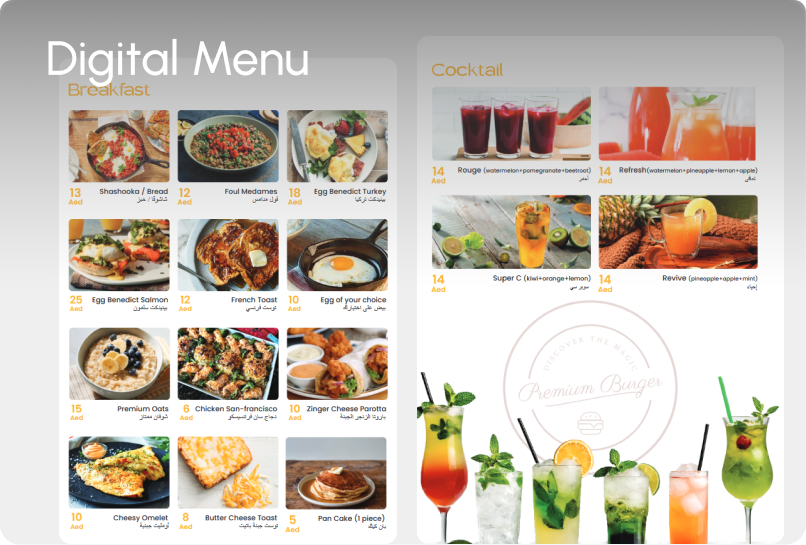 Digital Menu
Breakfast
13 Aed
Shashooka / Bread
شاشوكا / خبز
12 Aed
Foul Medames
فول مدامس
18 Aed
Egg Benedict Turkey
بينيدكت تركيا
25 Aed
Egg Benedict Salmon
بينيدكت سلمون
12 Aed
French Toast
توست فرنسي
10 Aed
Egg of your choice
بيض على اختيارك
15 Aed
Premium Oats
شوفان ممتاز
6 Aed
Chicken San-francisco
دجاج سان فرانسيسكو
10 Aed
Zinger Cheese Parotta
باروتا الزنجر الجبنة
10 Aed
Cheesy Omelet
أومليت جبنية
8 Aed
Butter Cheese Toast
توست جبنة باتيت
5 Aed
Pan Cake (1 piece)
بان كيك
Cocktail
14 Aed
Rouge (watermelon+pomegranate+beetroot)
أحمر
14 Aed
Refresh(watermelon+pineapple+lemon+apple)
14 Aed
Super C (kiwi+orange+lemon)
سوبر سي
14 Aed
Revive (pineapple+apple+mint)
إحياء
DISCOVER THE MAGIC
Premium Burger